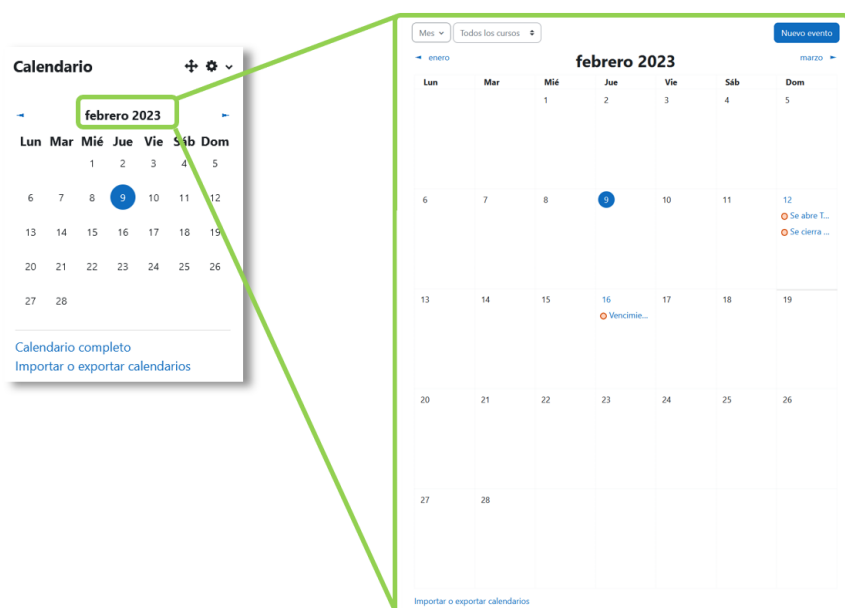 Calendario
febrero 2023
Lun Mar Mié Jue Vie Sáb Dom
1 2 3 4 5
6 7 8 9 10 11 12
13 14 15 16 17 18 19
20 21 22 23 24 25 26
27 28
Calendario completo
Importar o exportar calendarios
Mes Todos los cursos Nuevo evento
enero febrero 2023 marzo
Lun Mar Mié Jue Vie Sáb Dom
1 2 3 4 5
6 7 8 9 10 11 12
Se abre T...
Se cierra ...
13 14 15 16 17 18 19
Vencimie...
20 21 22 23 24 25 26
27 28
Importar o exportar calendarios